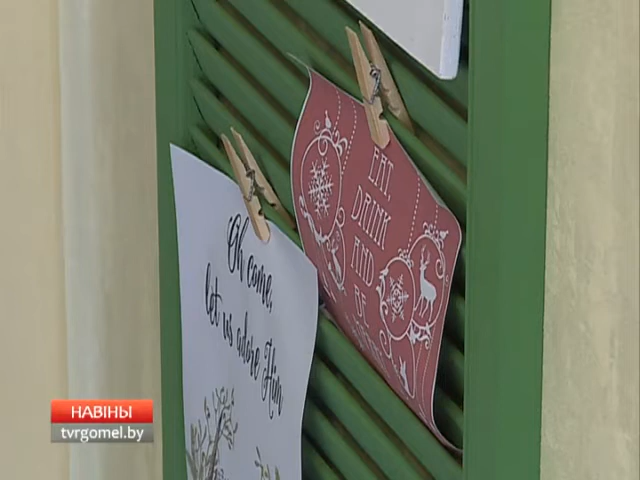 Oh come,
let us adore Him
EAT
DRINK
AND
BE
НАВІНЫ
tvrgomel.by